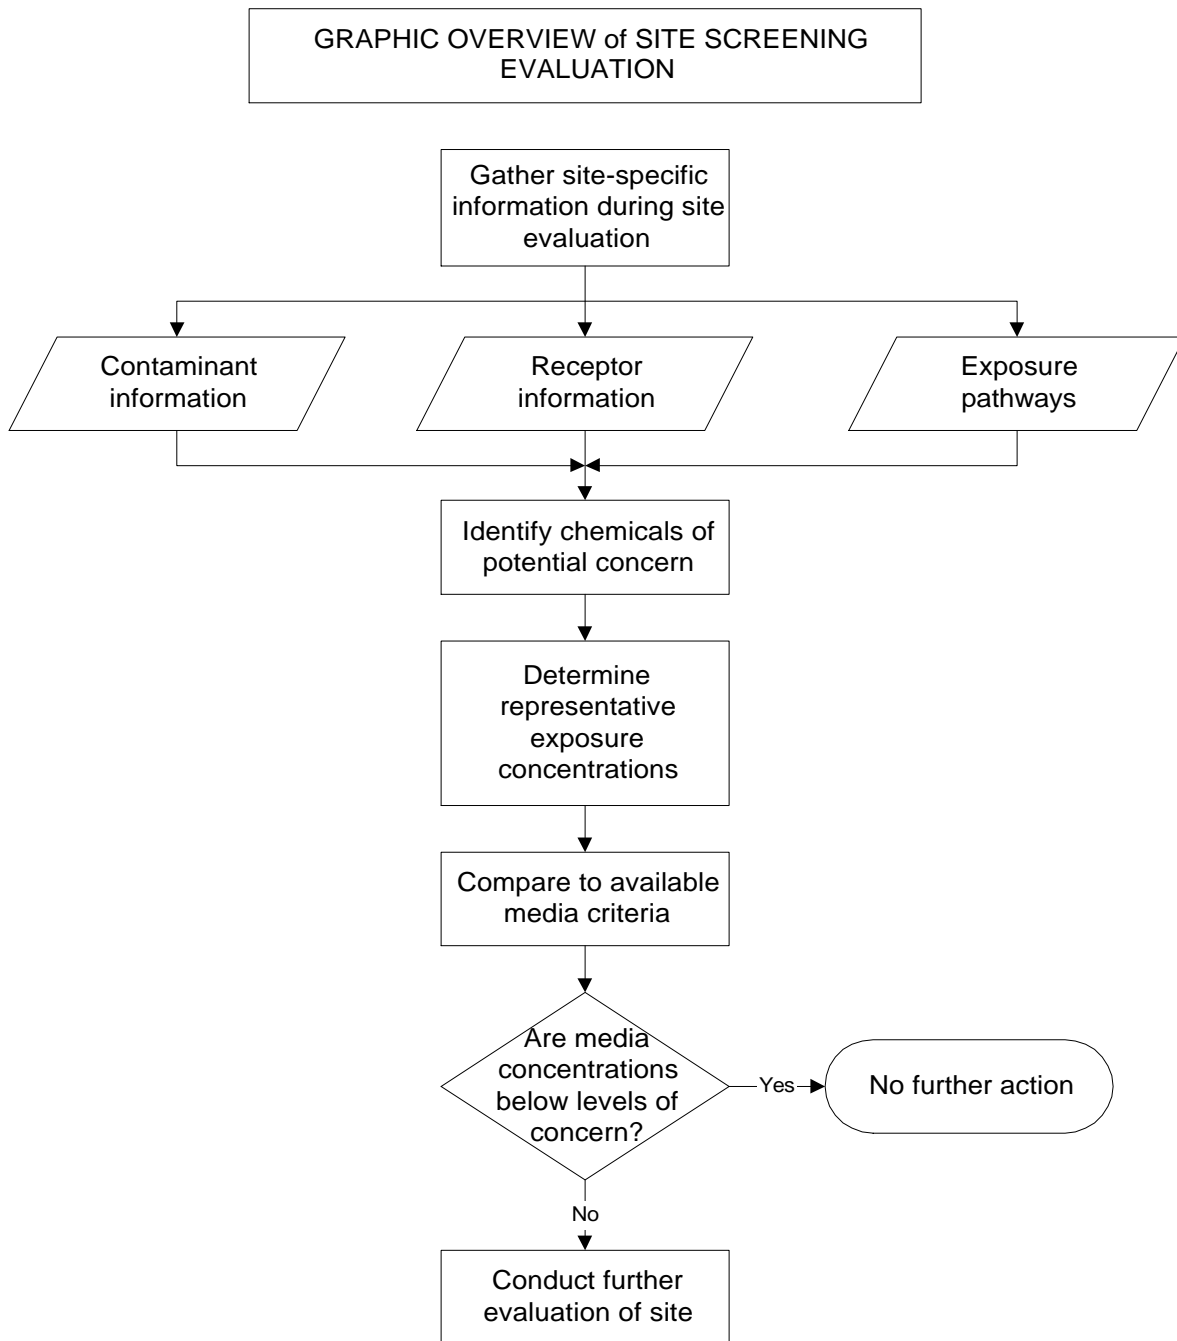 GRAPHIC OVERVIEW of SITE SCREENING
EVALUATION
Gather site-specific
information during site
evaluation
Contaminant
information
Receptor
information
Exposure
pathways
Identify chemicals of
potential concern
Determine
representative
exposure
concentrations
Compare to available
media criteria
Are media
concentrations
below levels of
concern?
Yes
No further action
No
Conduct further
evaluation of site